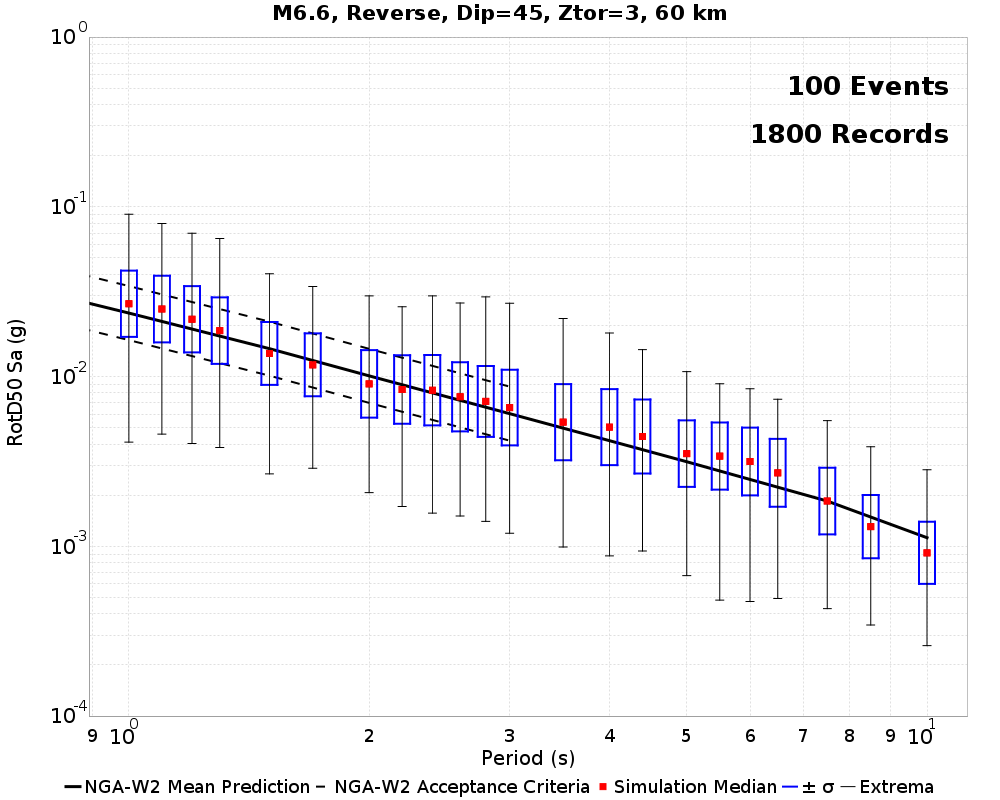 M6.6, Reverse, Dip=45, Ztor=3, 60 km
100 Events
1800 Records
10^0
10^-1
10^-2
10^-3
10^-4
RotD50 Sa (g)
9 10^0 2 3 4 5 6 7 8 9 10^1
Period (s)
NGA-W2 Mean Prediction NGA-W2 Acceptance Criteria Simulation Median ± σ Extrema